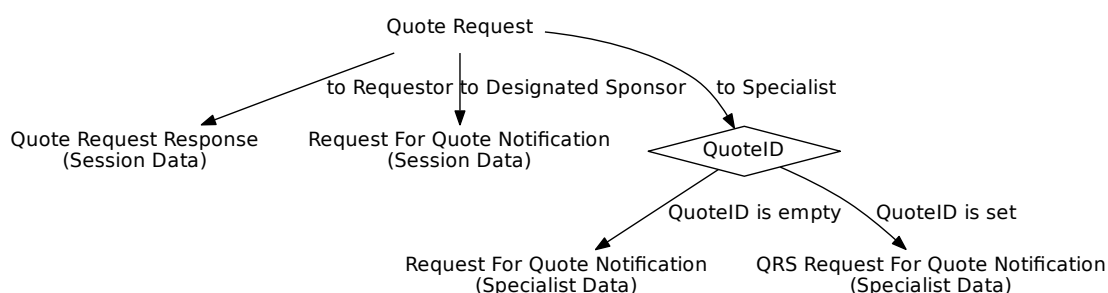 Quote Request
to Requestor
to Designated Sponsor
to Specialist
Quote Request Response
(Session Data)
Request For Quote Notification
(Session Data)
QuoteID
QuoteID is empty
QuoteID is set
Request For Quote Notification
(Specialist Data)
QRS Request For Quote Notification
(Specialist Data)